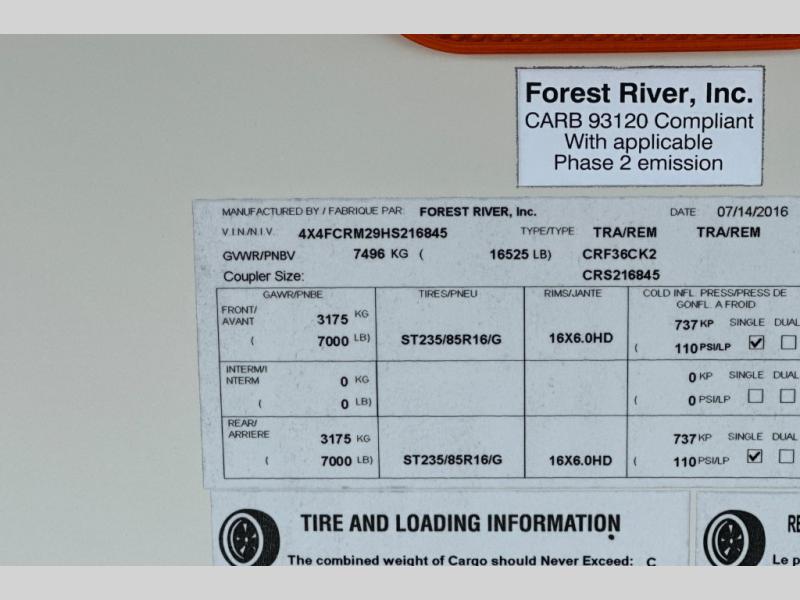 Forest River, Inc.
CARB 93120 Compliant
With applicable
Phase 2 emission
MANUFACTURED BY / FABRIQUE PAR: FOREST RIVER, Inc. DATE 07/14/2016
V.I.N/N.I.V. 4X4FCRM29HS216845 TYPE/TYPE TRA/REM TRA/REM
GVWR/PNBV 7496 KG ( 16525 LB) CRF36CK2
Coupler Size: CRS216845
GAWR/PNBE TIRES/PNEU RIMS/JANTE COLD INFL. PRESS/PRESS DE
GONFL. A FROID
FRONT/
AVANT 3175 KG 737 KP SINGLE DUAL
( 7000 LB) ST235/85R16/G 16X6.0HD ( 110 PSI/LP
INTERM/I
NTERM 0 KG 0 KP SINGLE DUAL
( 0 LB) ( 0 PSI/LP
REAR/
ARRIERE 3175 KG 737 KP SINGLE DUAL
( 7000 LB) ST235/85R16/G 16X6.0HD ( 110 PSI/LP
TIRE AND LOADING INFORMATION RE
The combined weight of Cargo should Never Exceed: C Le p